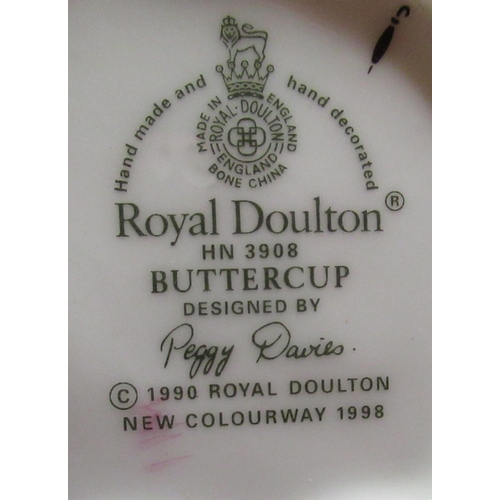 Hand made and hand decorated
MADE IN ENGLAND
ROYAL · DOULTON
ENGLAND
BONE CHINA
Royal Doulton ®
HN 3908
BUTTERCUP
DESIGNED BY
Peggy Davies.
© 1990 ROYAL DOULTON
NEW COLOURWAY 1998